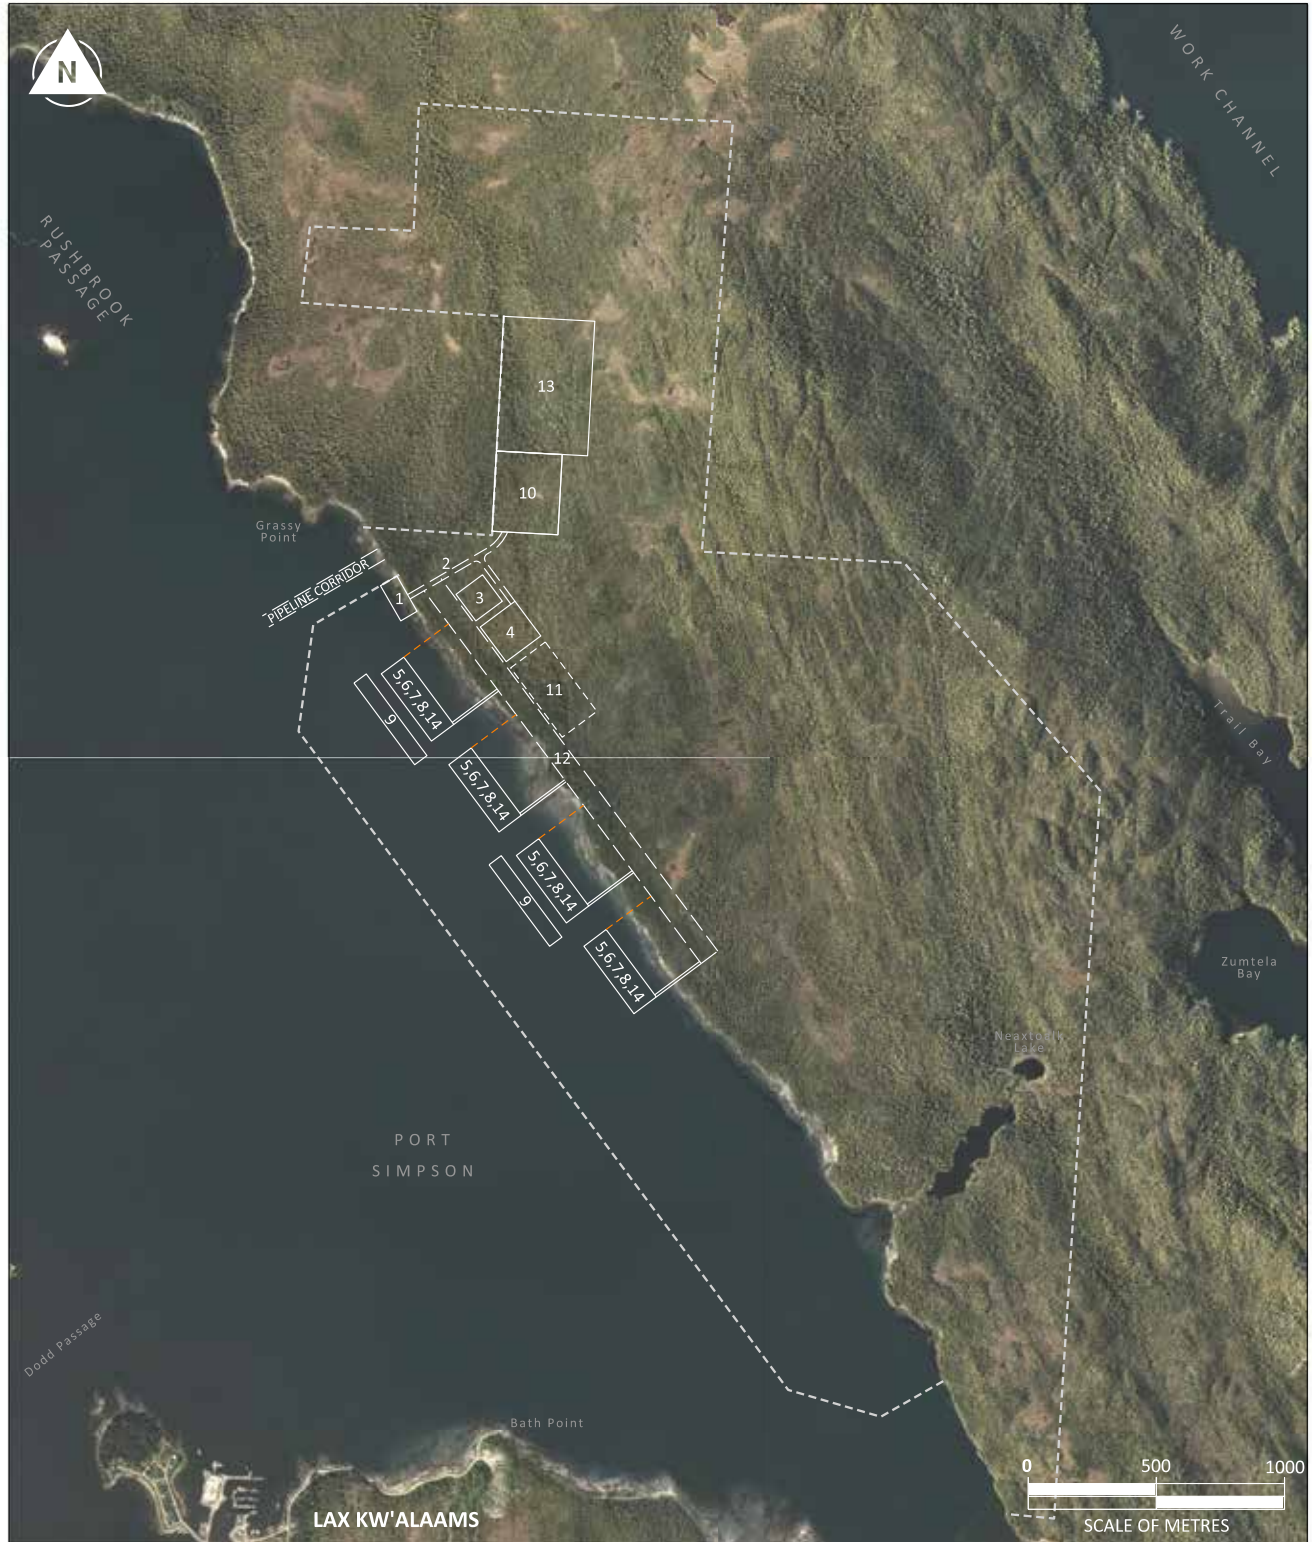 WORK CHANNEL
N
RUSHBROOK
PASSAGE
13
10
Grassy
Point
2
PIPELINE CORRIDOR
1
3
4
5,6,7,8,14
11
9
12
5,6,7,8,14
Trail Bay
5,6,7,8,14
9
5,6,7,8,14
Zumtela
Bay
Lake
PORT
SIMPSON
Dodd Passage
Bath Point
0 500 1000
LAX KW'ALAAMS
SCALE OF METRES